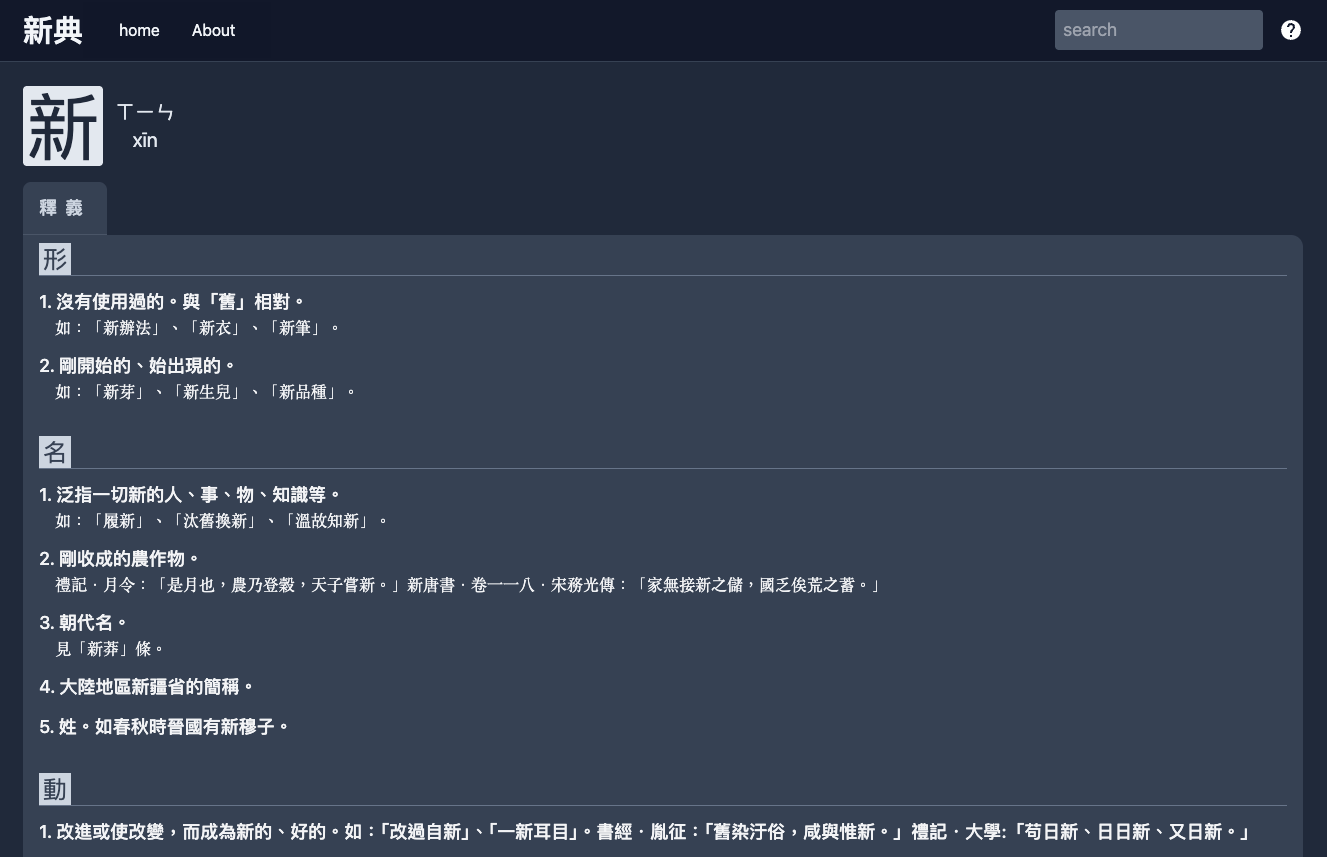 新典 home About search ?
新
ㄒㄧㄣ
xīn
釋 義
形
1. 沒有使用過的。與「舊」相對。
如：「新辦法」、「新衣」、「新筆」。
2. 剛開始的、始出現的。
如：「新芽」、「新生兒」、「新品種」。
名
1. 泛指一切新的人、事、物、知識等。
如：「履新」、「汰舊換新」、「溫故知新」。
2. 剛收成的農作物。
禮記．月令：「是月也，農乃登穀，天子嘗新。」新唐書．卷一一八．宋務光傳：「家無接新之儲，國乏俟荒之蓄。」
3. 朝代名。
見「新莽」條。
4. 大陸地區新疆省的簡稱。
5. 姓。如春秋時晉國有新穆子。
動
1. 改進或使改變，而成為新的、好的。如：「改過自新」、「一新耳目」。書經．胤征：「舊染汙俗，咸與惟新。」禮記．大學:「苟日新、日日新、又日新。」